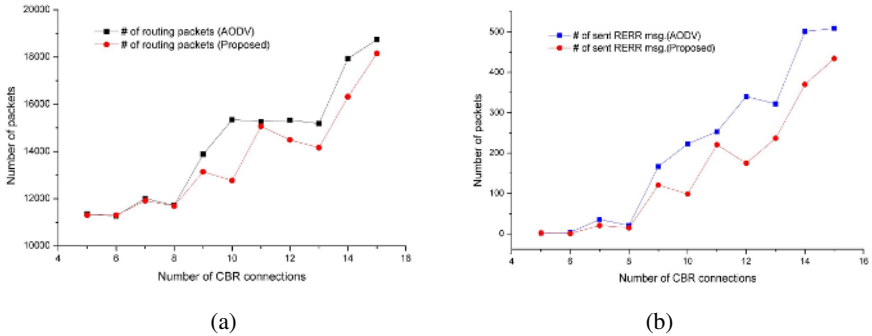 20000
18000
16000
14000
12000
10000
Number of packets
# of routing packets (AODV)
# of routing packets (Proposed)
4
6
8
10
12
14
16
Number of CBR connections
(a)
500
400
300
200
100
0
Number of packets
# of sent RERR msg.(AODV)
# of sent RERR msg.(Proposed)
4
6
8
10
12
14
16
Number of CBR connections
(b)